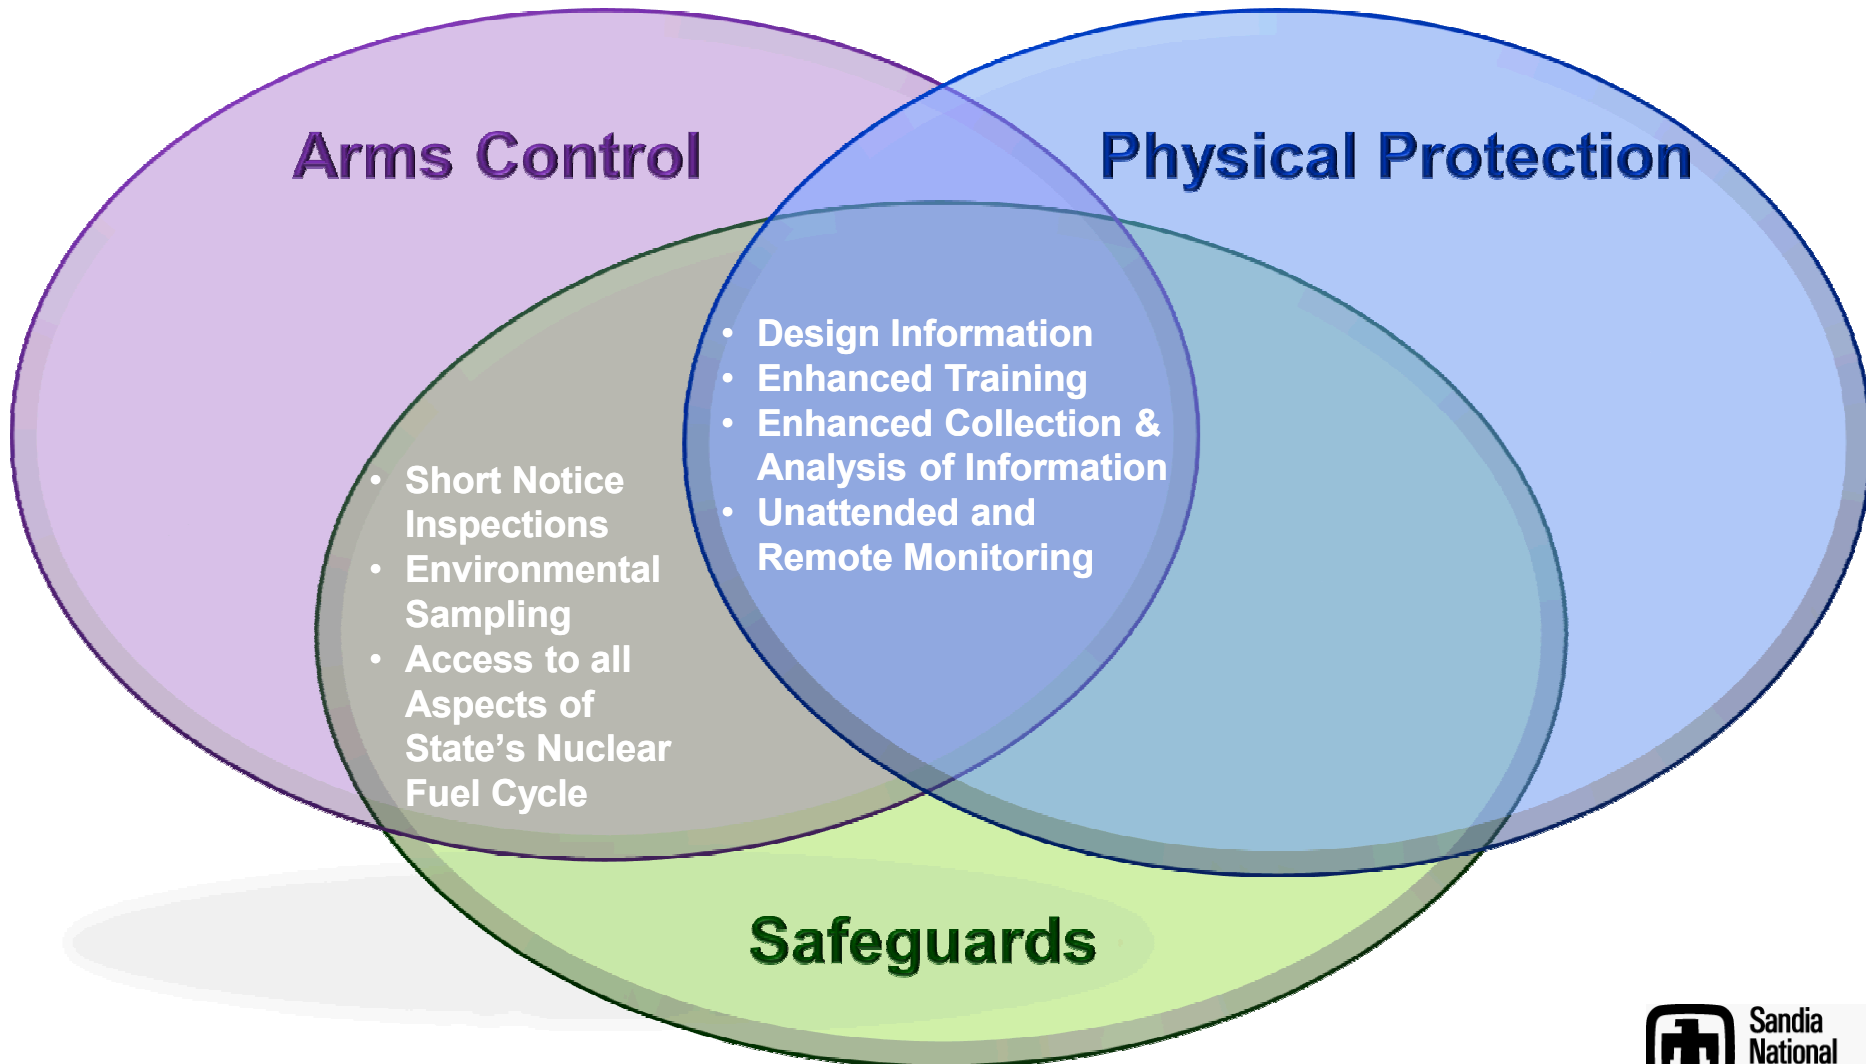 Arms Control
Physical Protection
• Design Information
• Enhanced Training
• Enhanced Collection &
Analysis of Information
• Unattended and
Remote Monitoring
• Short Notice
Inspections
• Environmental
Sampling
• Access to all
Aspects of
State’s Nuclear
Fuel Cycle
Safeguards
Sandia
National